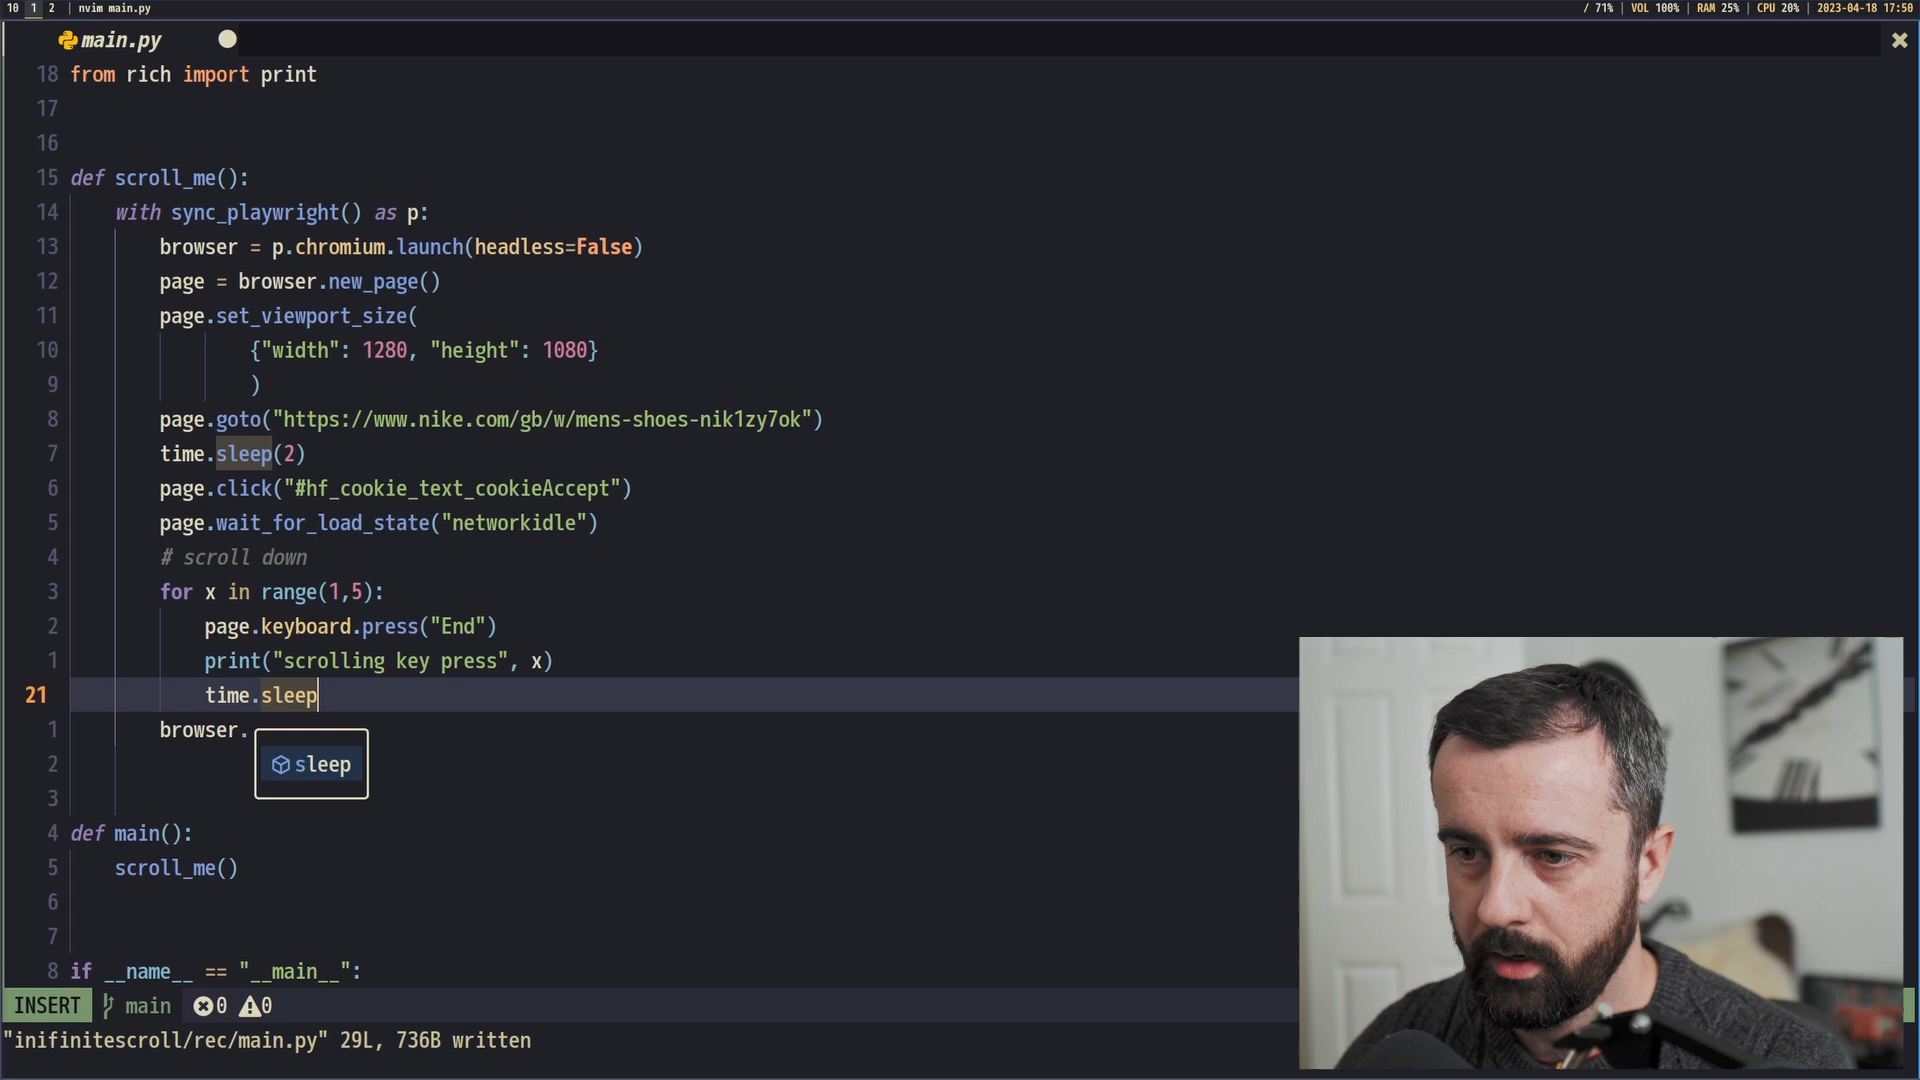 10 1 2 | nvim main.py
/ 71% | VOL 100% | RAM 25% | CPU 20% | 2023-04-18 17:50
main.py
18 from rich import print
17
16
15 def scroll_me():
14 with sync_playwright() as p:
13 browser = p.chromium.launch(headless=False)
12 page = browser.new_page()
11 page.set_viewport_size(
10 {"width": 1280, "height": 1080}
9 )
8 page.goto("https://www.nike.com/gb/w/mens-shoes-nik1zy7ok")
7 time.sleep(2)
6 page.click("#hf_cookie_text_cookieAccept")
5 page.wait_for_load_state("networkidle")
4 # scroll down
3 for x in range(1,5):
2 page.keyboard.press("End")
1 print("scrolling key press", x)
21 time.sleep
1 browser.
2 sleep
3
4 def main():
5 scroll_me()
6
7
8 if __name__ == "__main__":
INSERT main 0 0
"inifinitescroll/rec/main.py" 29L, 736B written